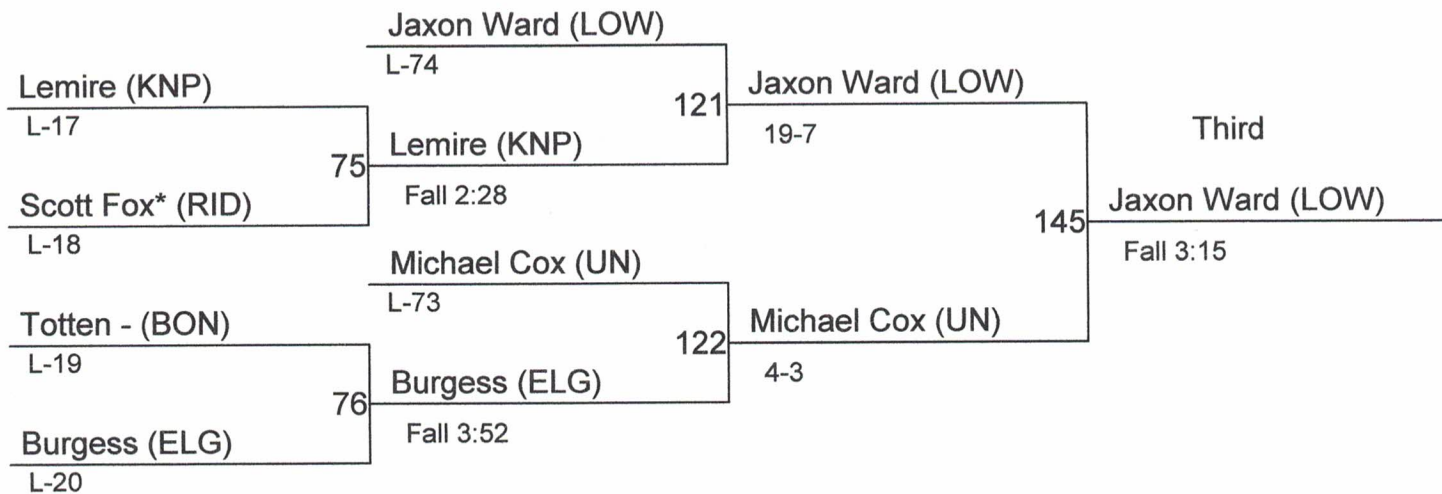 Jaxon Ward (LOW)
L-74
Lemire (KNP)
L-17
121
Jaxon Ward (LOW)
19-7
Third
75
Lemire (KNP)
Fall 2:28
Scott Fox* (RID)
L-18
145
Jaxon Ward (LOW)
Fall 3:15
Michael Cox (UN)
L-73
Totten - (BON)
L-19
122
Michael Cox (UN)
4-3
76
Burgess (ELG)
Fall 3:52
Burgess (ELG)
L-20